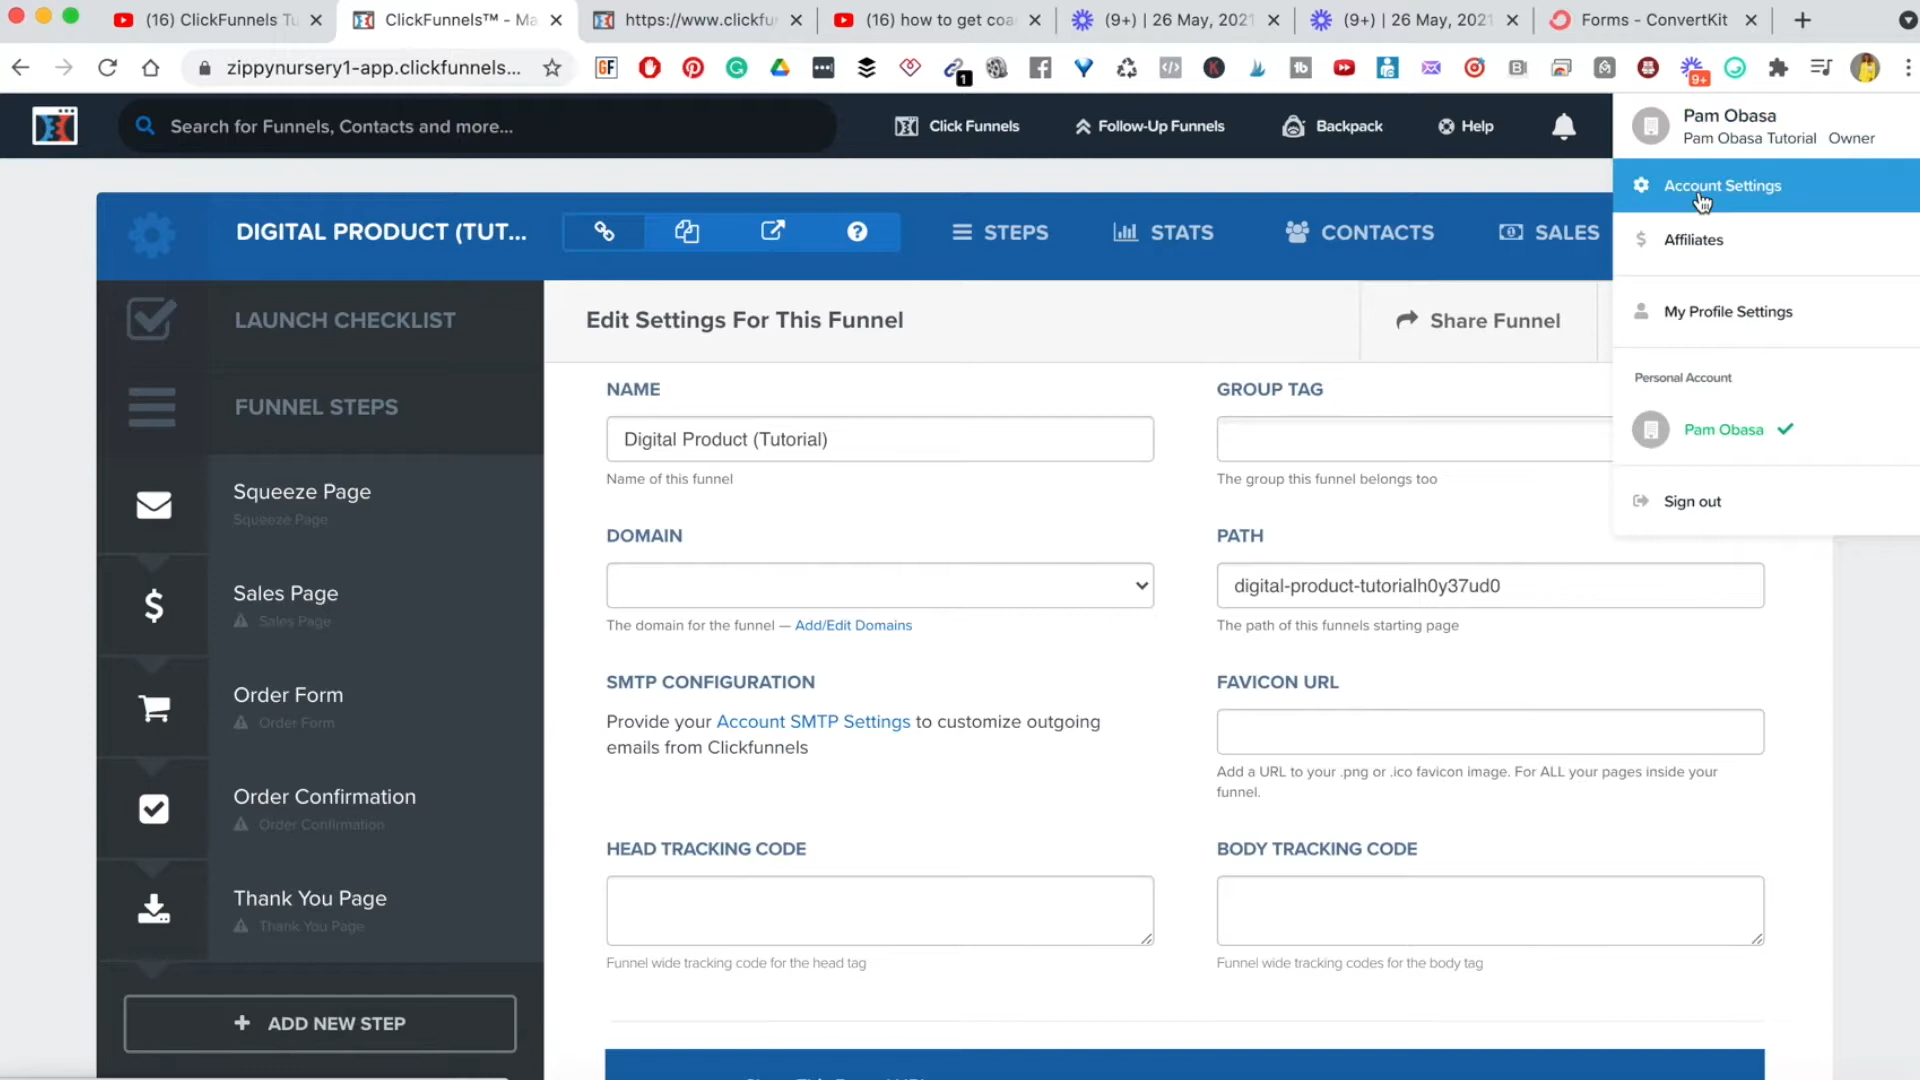 (16) ClickFunnels Tu
ClickFunnels™ - Ma
https://www.clickfu
(16) how to get coa
(9+) | 26 May, 2021
(9+) | 26 May, 2021
Forms - ConvertKit
zippynursery1-app.clickfunnels...
GF
1
9+
Search for Funnels, Contacts and more...
Click Funnels
Follow-Up Funnels
Backpack
Help
Pam Obasa
Pam Obasa Tutorial Owner
Account Settings
Affiliates
My Profile Settings
Personal Account
Pam Obasa
Sign out
DIGITAL PRODUCT (TUT...
STEPS
STATS
CONTACTS
SALES
LAUNCH CHECKLIST
FUNNEL STEPS
Squeeze Page
Squeeze Page
Sales Page
Sales Page
Order Form
Order Form
Order Confirmation
Order Confirmation
Thank You Page
Thank You Page
ADD NEW STEP
Edit Settings For This Funnel
Share Funnel
NAME
Digital Product (Tutorial)
Name of this funnel
GROUP TAG
The group this funnel belongs too
DOMAIN
The domain for the funnel — Add/Edit Domains
PATH
digital-product-tutorialh0y37ud0
The path of this funnels starting page
SMTP CONFIGURATION
Provide your Account SMTP Settings to customize outgoing
emails from Clickfunnels
FAVICON URL
Add a URL to your .png or .ico favicon image. For ALL your pages inside your
funnel.
HEAD TRACKING CODE
Funnel wide tracking code for the head tag
BODY TRACKING CODE
Funnel wide tracking codes for the body tag